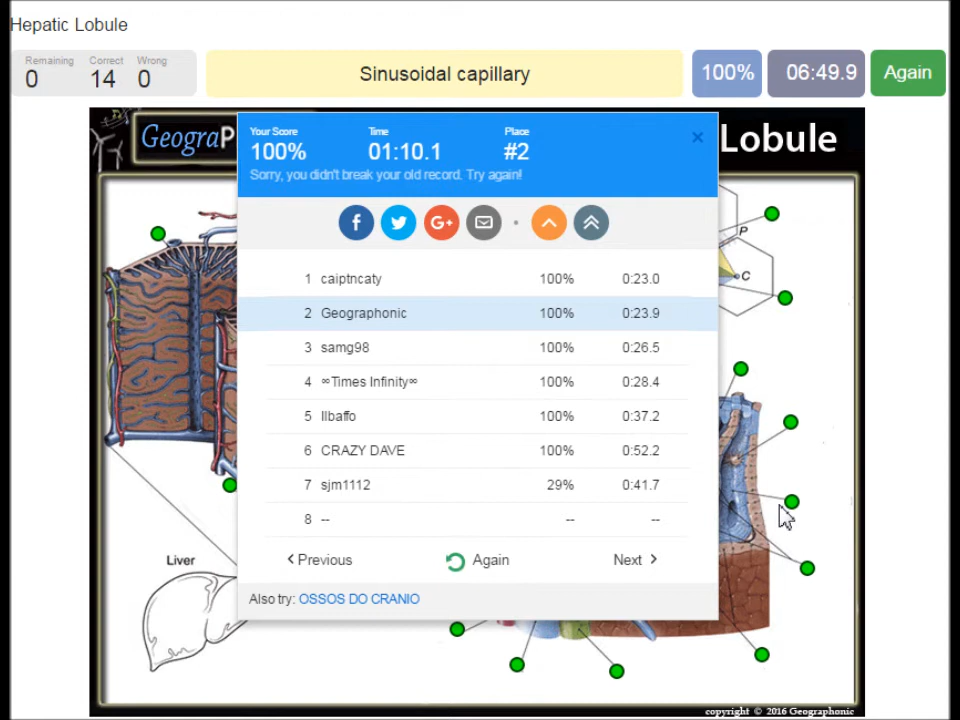 Hepatic Lobule
Remaining Correct Wrong
0 14 0
Sinusoidal capillary
100%
06:49.9
Again
GeograP
Lobule
Your Score Time Place
100% 01:10.1 #2
Sorry, you didn't break your old record. Try again!
×
f G+
1 caiptncaty 100% 0:23.0
2 Geographonic 100% 0:23.9
3 samg98 100% 0:26.5
4 ∞Times Infinity∞ 100% 0:28.4
5 Ilbaffo 100% 0:37.2
6 CRAZY DAVE 100% 0:52.2
7 sjm1112 29% 0:41.7
8 -- -- --
Previous Again Next
Also try: OSSOS DO CRANIO
P
C
Liver
copyright © 2016 Geographonic